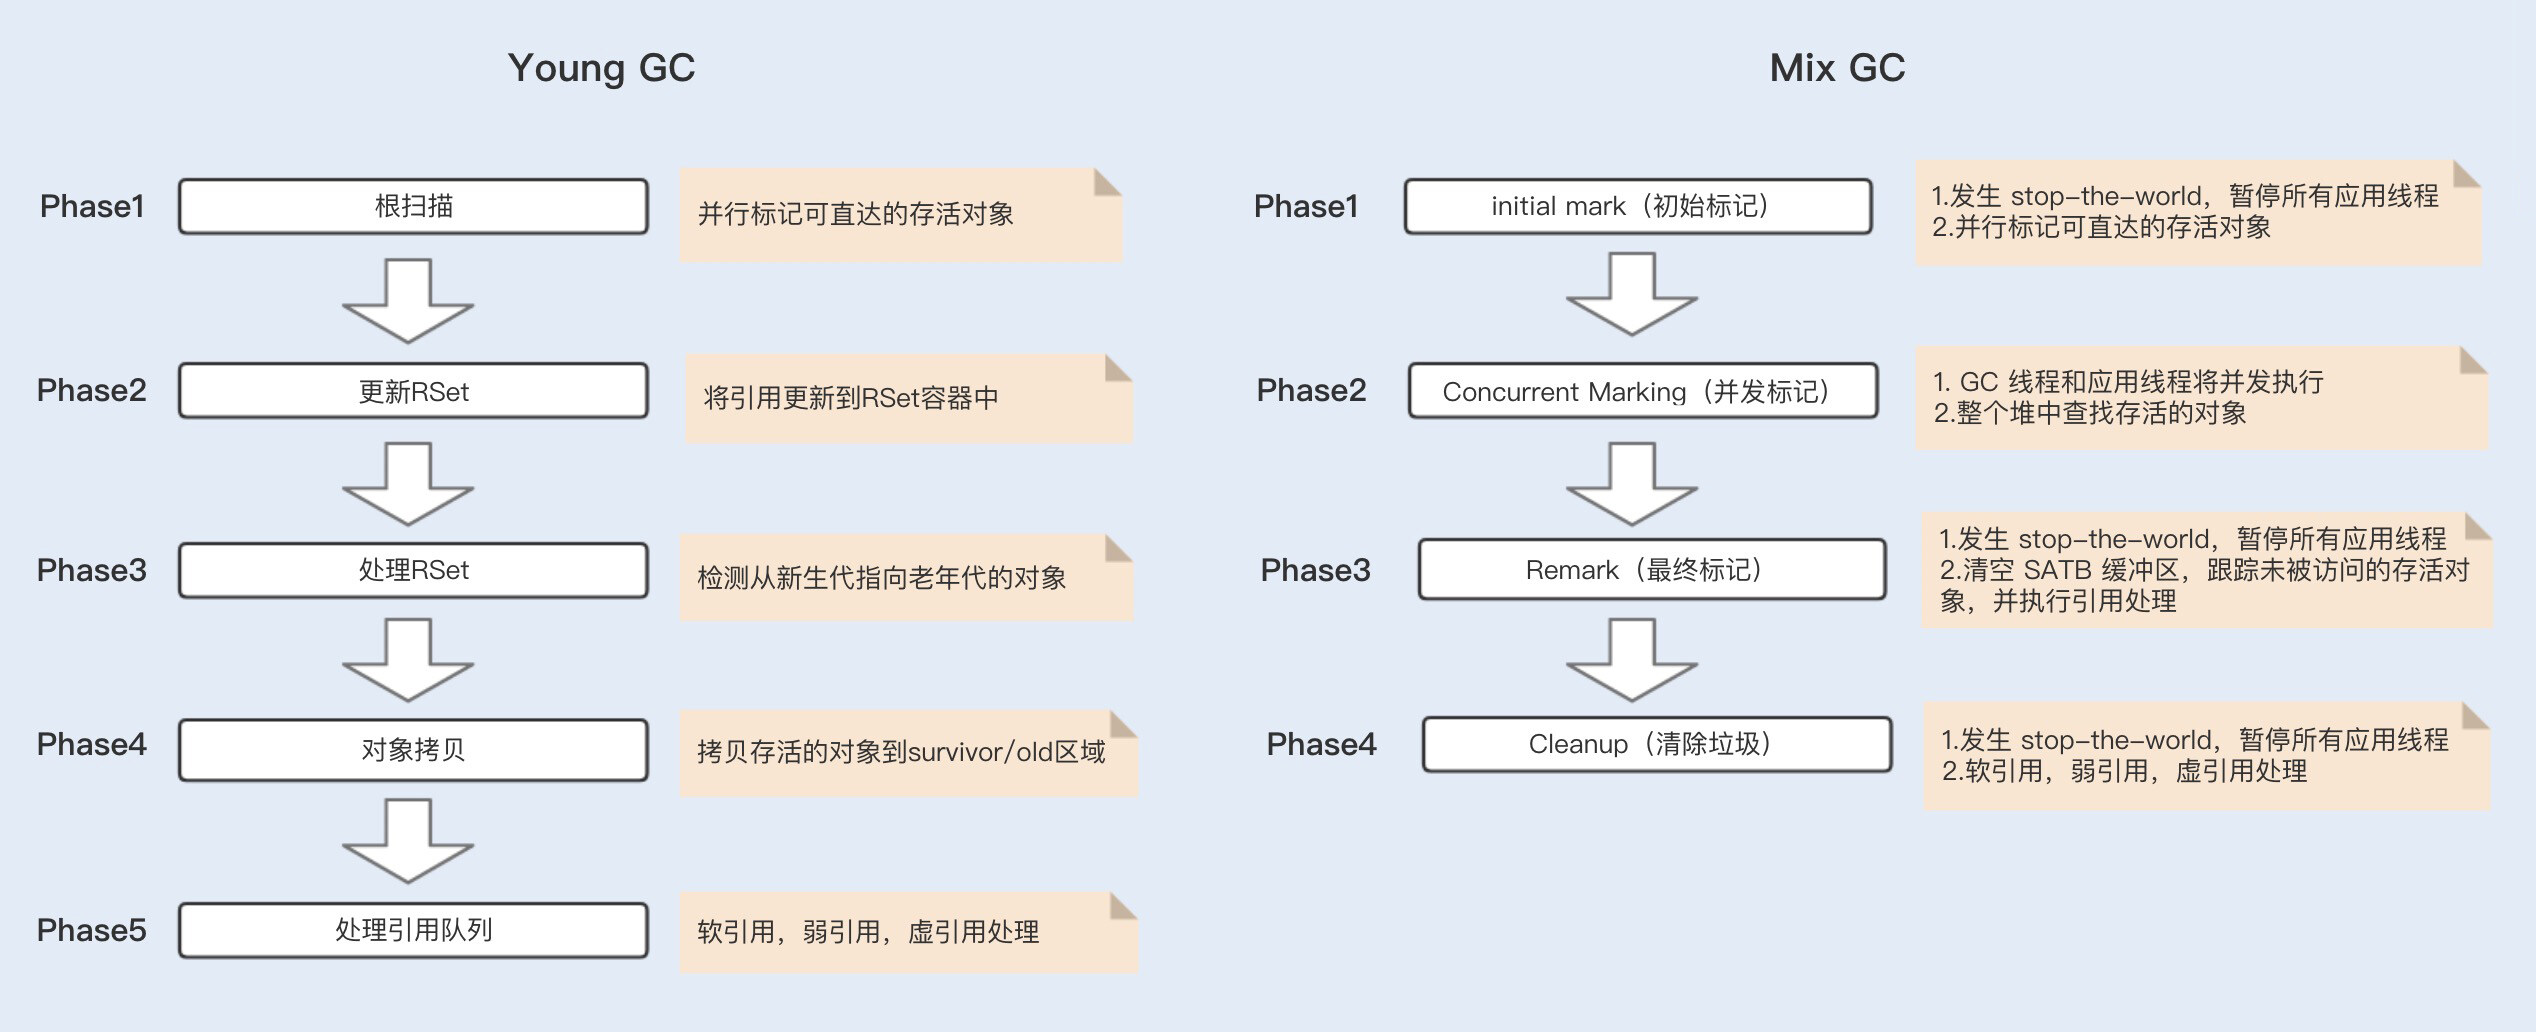 Young GC
Phase1
根扫描
并行标记可直达的存活对象
Phase2
更新RSet
将引用更新到RSet容器中
Phase3
处理RSet
检测从新生代指向老年代的对象
Phase4
对象拷贝
拷贝存活的对象到survivor/old区域
Phase5
处理引用队列
软引用，弱引用，虚引用处理
Mix GC
Phase1
initial mark（初始标记）
1.发生 stop-the-world，暂停所有应用线程
2.并行标记可直达的存活对象
Phase2
Concurrent Marking（并发标记）
1. GC 线程和应用线程将并发执行
2.整个堆中查找存活的对象
Phase3
Remark（最终标记）
1.发生 stop-the-world，暂停所有应用线程
2.清空 SATB 缓冲区，跟踪未被访问的存活对
象，并执行引用处理
Phase4
Cleanup（清除垃圾）
1.发生 stop-the-world，暂停所有应用线程
2.软引用，弱引用，虚引用处理